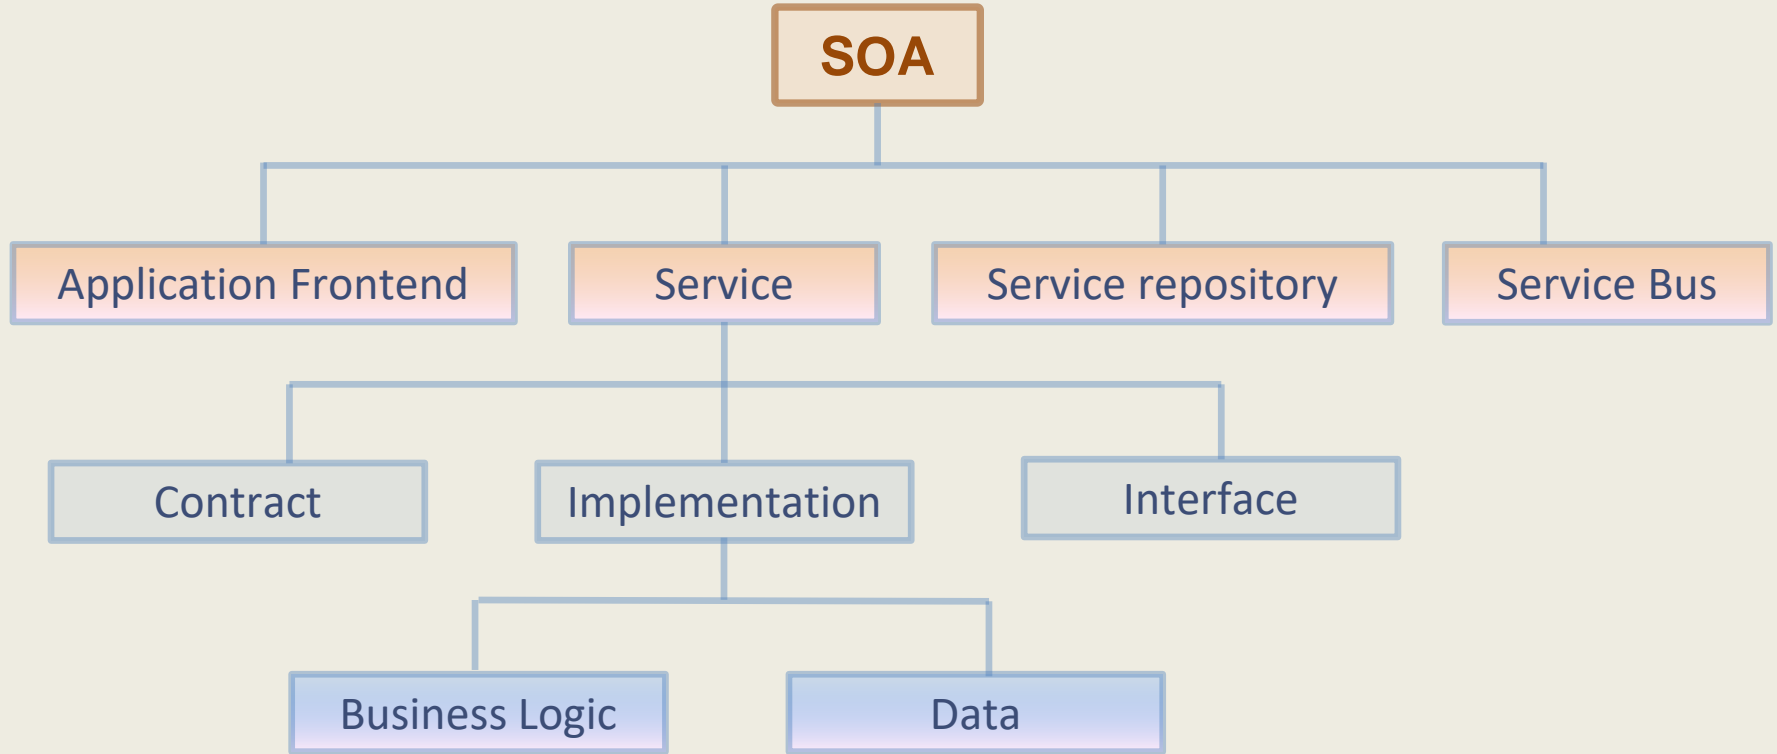 SOA
Application Frontend
Service
Service repository
Service Bus
Contract
Implementation
Interface
Business Logic
Data